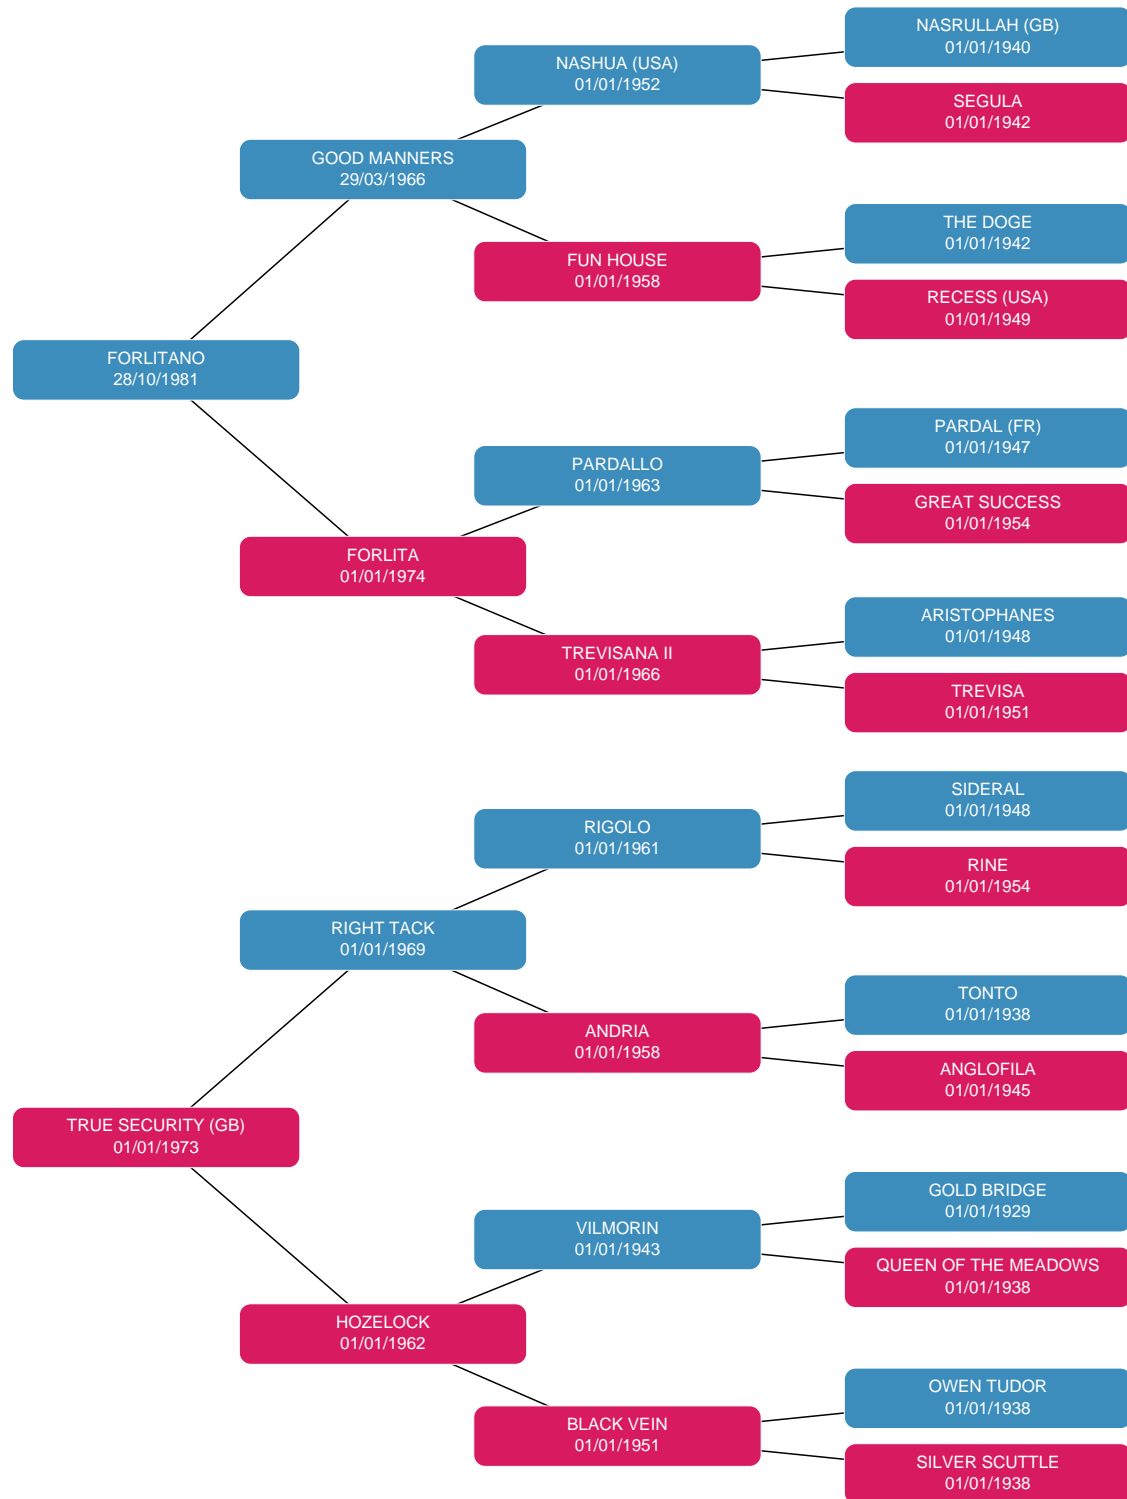 NASRULLAH (GB)
01/01/1940
NASHUA (USA)
01/01/1952
SEGULA
01/01/1942
GOOD MANNERS
29/03/1966
THE DOGE
01/01/1942
FUN HOUSE
01/01/1958
RECESS (USA)
01/01/1949
FORLITANO
28/10/1981
PARDAL (FR)
01/01/1947
PARDALLO
01/01/1963
GREAT SUCCESS
01/01/1954
FORLITA
01/01/1974
ARISTOPHANES
01/01/1948
TREVISANA II
01/01/1966
TREVISA
01/01/1951
SIDERAL
01/01/1948
RIGOLO
01/01/1961
RINE
01/01/1954
RIGHT TACK
01/01/1969
TONTO
01/01/1938
ANDRIA
01/01/1958
ANGLOFILA
01/01/1945
TRUE SECURITY (GB)
01/01/1973
GOLD BRIDGE
01/01/1929
VILMORIN
01/01/1943
QUEEN OF THE MEADOWS
01/01/1938
HOZELOCK
01/01/1962
OWEN TUDOR
01/01/1938
BLACK VEIN
01/01/1951
SILVER SCUTTLE
01/01/1938